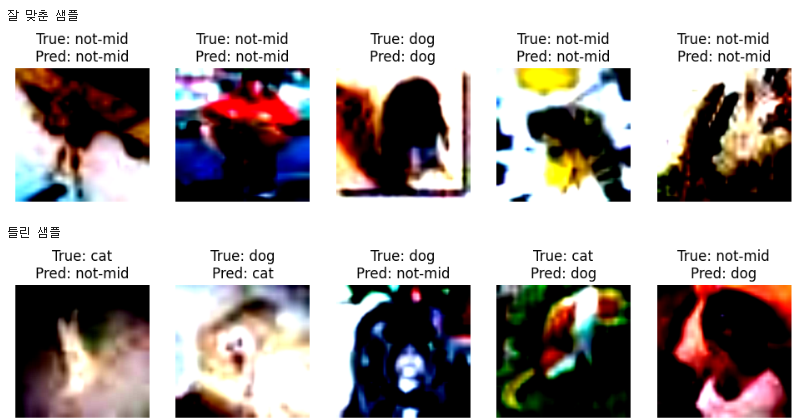 잘 맞춘 샘플
True: not-mid
Pred: not-mid
True: not-mid
Pred: not-mid
True: dog
Pred: dog
True: not-mid
Pred: not-mid
True: not-mid
Pred: not-mid
틀린 샘플
True: cat
Pred: not-mid
True: dog
Pred: cat
True: dog
Pred: not-mid
True: cat
Pred: dog
True: not-mid
Pred: dog